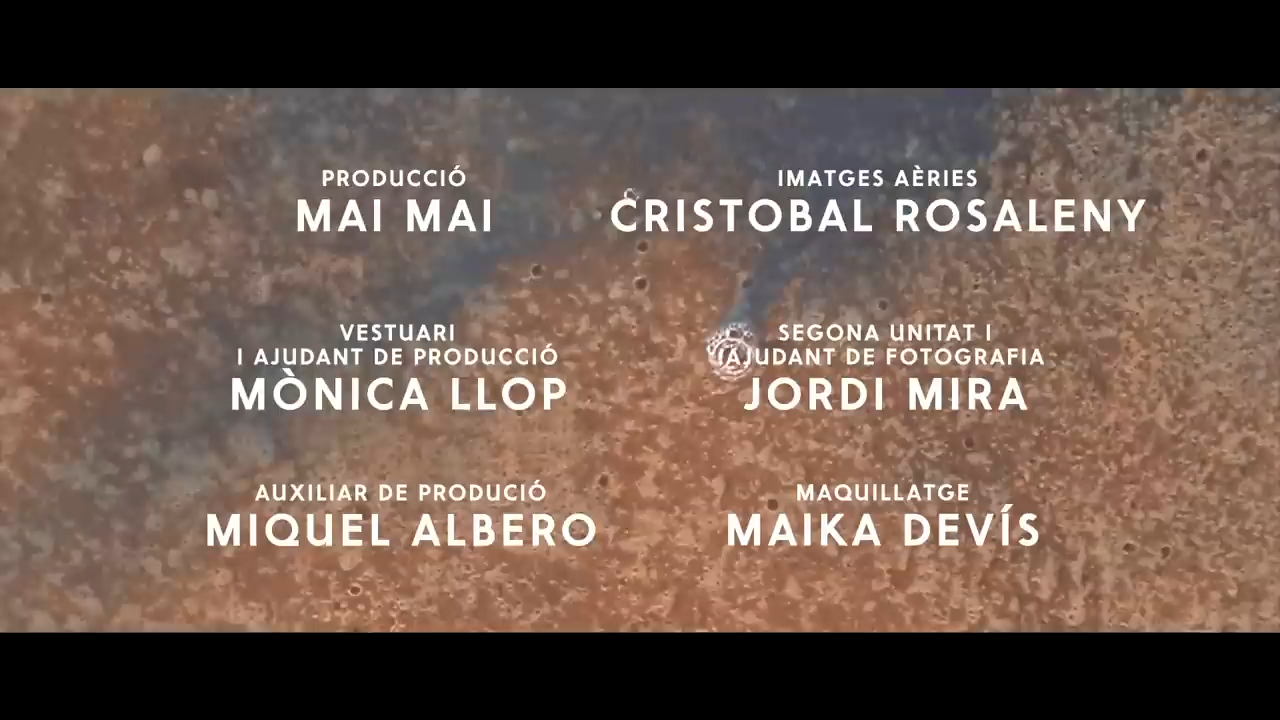 PRODUCCIÓ
MAI MAI
IMATGES AÈRIES
CRISTOBAL ROSALENY
VESTUARI
I AJUDANT DE PRODUCCIÓ
MÒNICA LLOP
SEGONA UNITAT I
AJUDANT DE FOTOGRAFIA
JORDI MIRA
AUXILIAR DE PRODUCIÓ
MIQUEL ALBERO
MAQUILLATGE
MAIKA DEVÍS